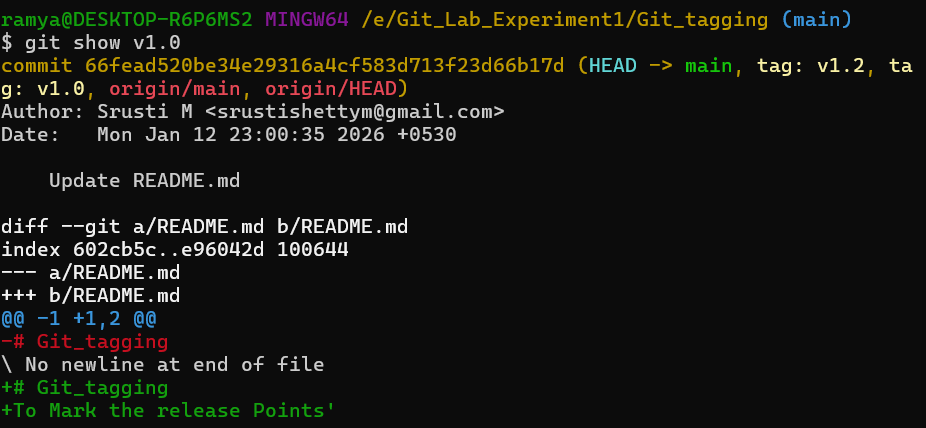 ramya@DESKTOP-R6P6MS2 MINGW64 /e/Git_Lab_Experiment1/Git_tagging (main)
$ git show v1.0
commit 66fead520be34e29316a4cf583d713f23d66b17d (HEAD -> main, tag: v1.2, ta
g: v1.0, origin/main, origin/HEAD)
Author: Srusti M <srustishettym@gmail.com>
Date:   Mon Jan 12 23:00:35 2026 +0530
    Update README.md
diff --git a/README.md b/README.md
index 602cb5c..e96042d 100644
--- a/README.md
+++ b/README.md
@@ -1 +1,2 @@
-# Git_tagging
\ No newline at end of file
+# Git_tagging
+To Mark the release Points'